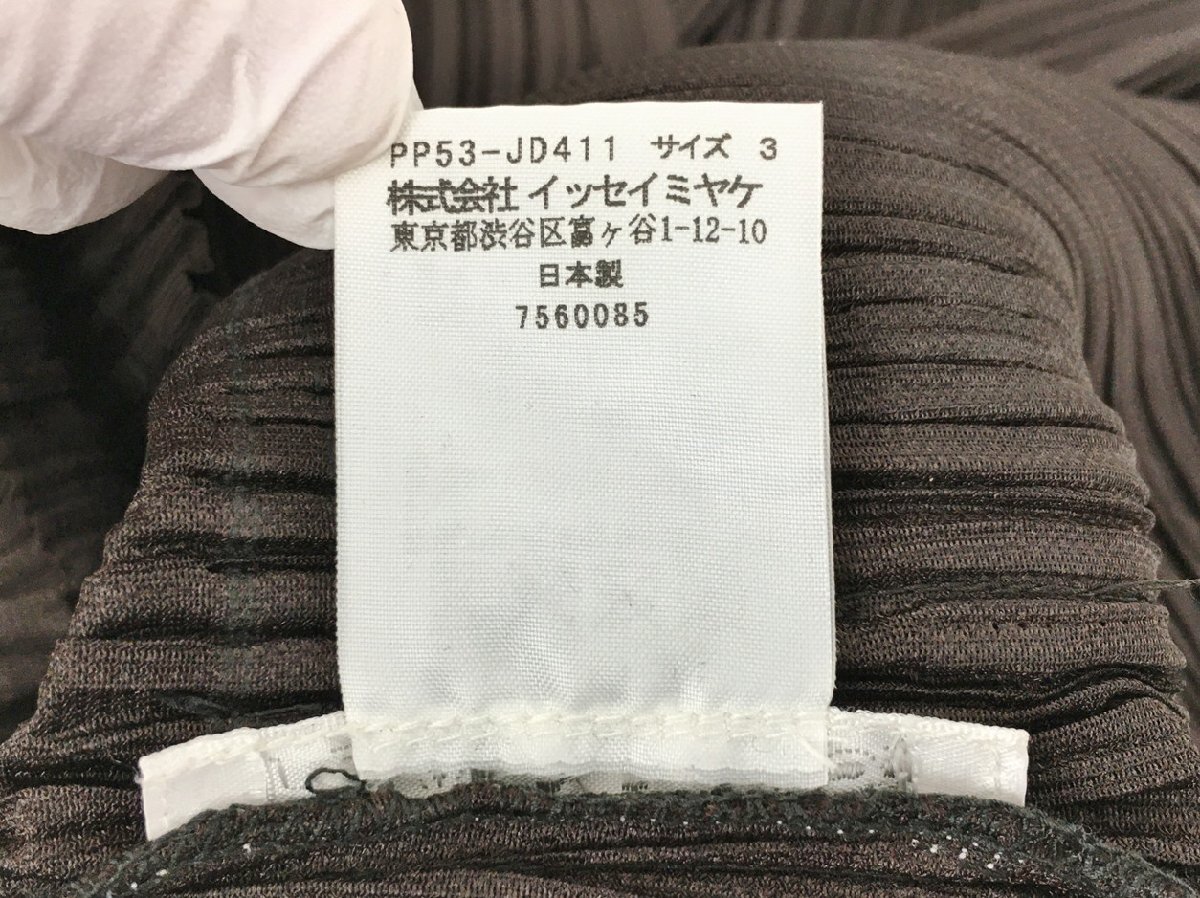 PP53-JD411 サイズ 3
株式会社 イッセイミヤケ
東京都渋谷区富ヶ谷1-12-10
日本製
7560085